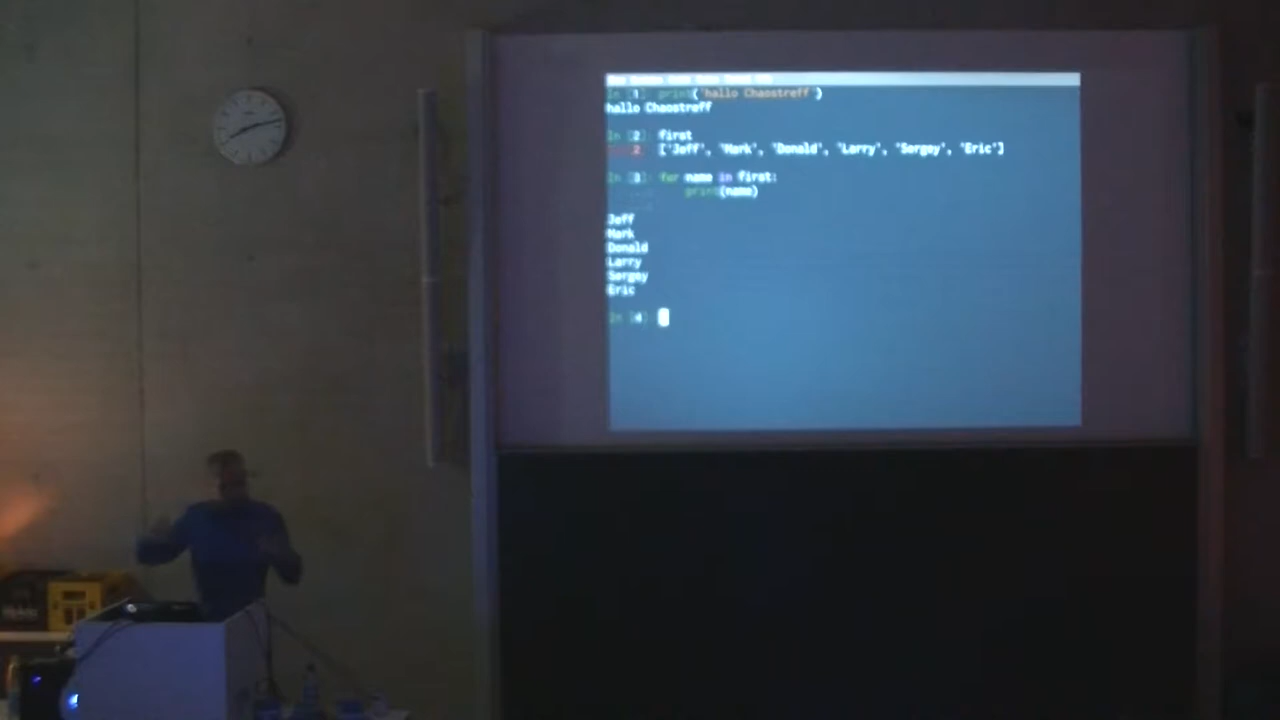 In [1]: print('hallo Chaostreff')
hallo Chaostreff
In [2]: first
2 ['Jeff', 'Mark', 'Donald', 'Larry', 'Sergey', 'Eric']
In [3]: for name in first:
print(name)
Jeff
Mark
Donald
Larry
Sergey
Eric
In [4]: